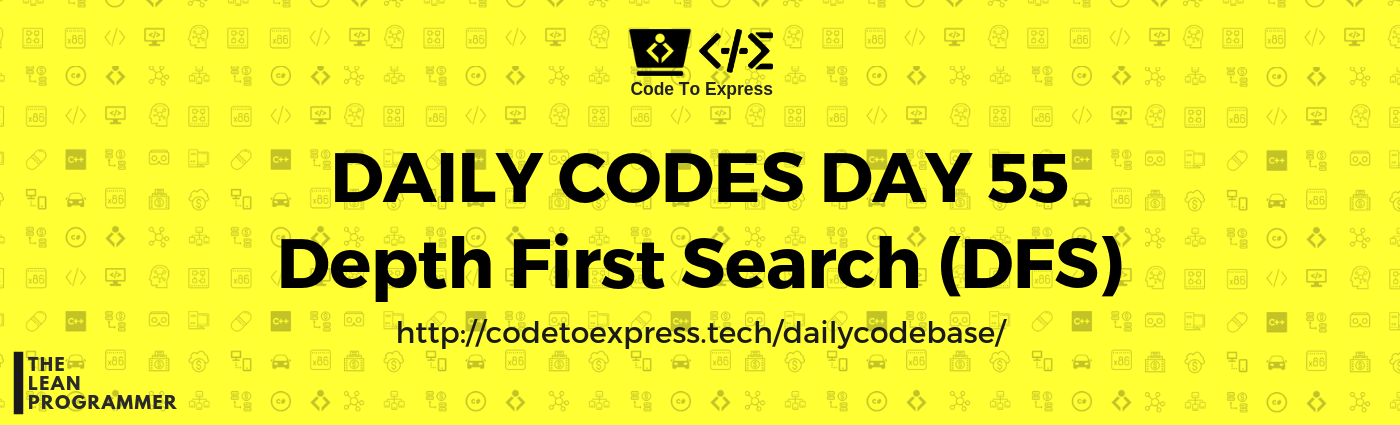 Code To Express
DAILY CODES DAY 55
Depth First Search (DFS)
http://codetoexpress.tech/dailycodebase/
THE
LEAN
PROGRAMMER